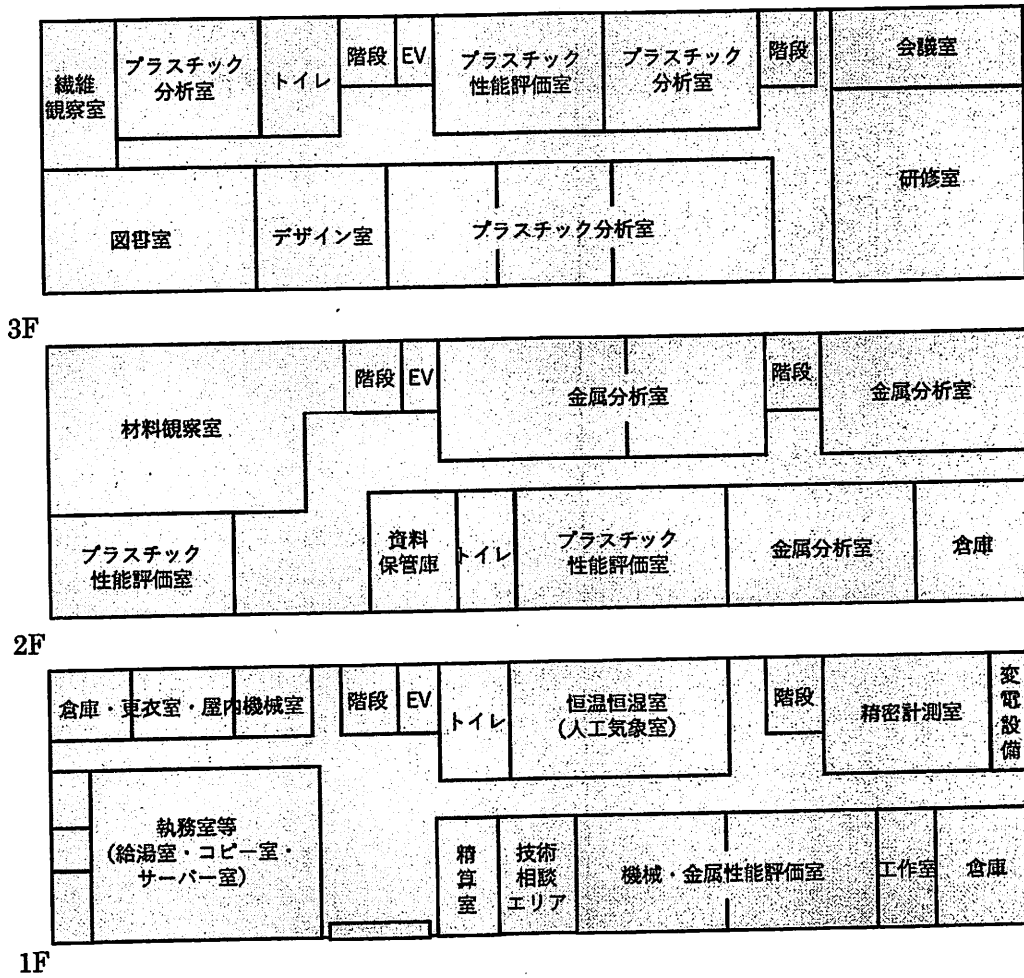 繊維
観察室
プラスチック
分析室
トイレ
階段
EV
プラスチック
性能評価室
プラスチック
分析室
階段
会議室
研修室
図書室
デザイン室
プラスチック分析室
3F
材料観察室
階段
EV
金属分析室
階段
金属分析室
プラスチック
性能評価室
資料
保管庫
トイレ
プラスチック
性能評価室
金属分析室
倉庫
2F
倉庫・更衣室・屋内機械室
階段
EV
トイレ
恒温恒湿室
(人工気象室)
階段
精密計測室
変電設備
執務室等
(給湯室・コピー室・
サーバー室)
精算室
技術
相談
エリア
機械・金属性能評価室
工作室
倉庫
1F